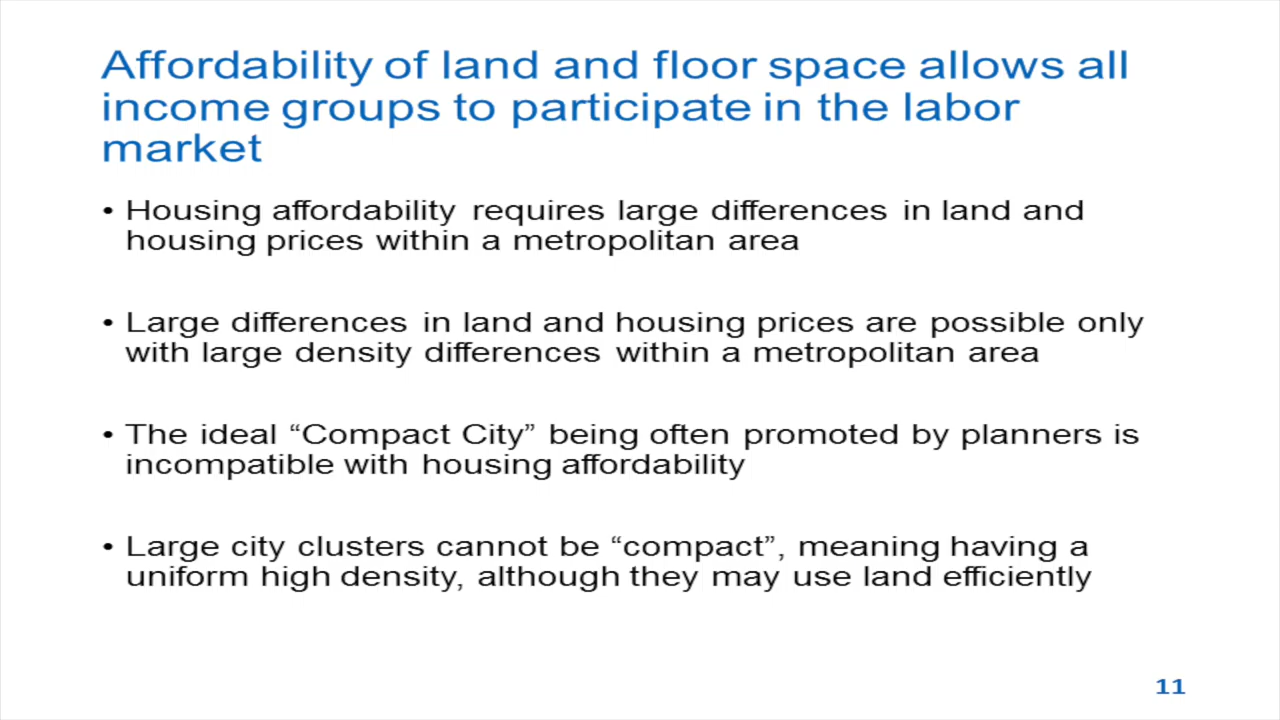 Affordability of land and floor space allows all
income groups to participate in the labor
market
• Housing affordability requires large differences in land and
housing prices within a metropolitan area
• Large differences in land and housing prices are possible only
with large density differences within a metropolitan area
• The ideal “Compact City” being often promoted by planners is
incompatible with housing affordability
• Large city clusters cannot be “compact”, meaning having a
uniform high density, although they may use land efficiently
11